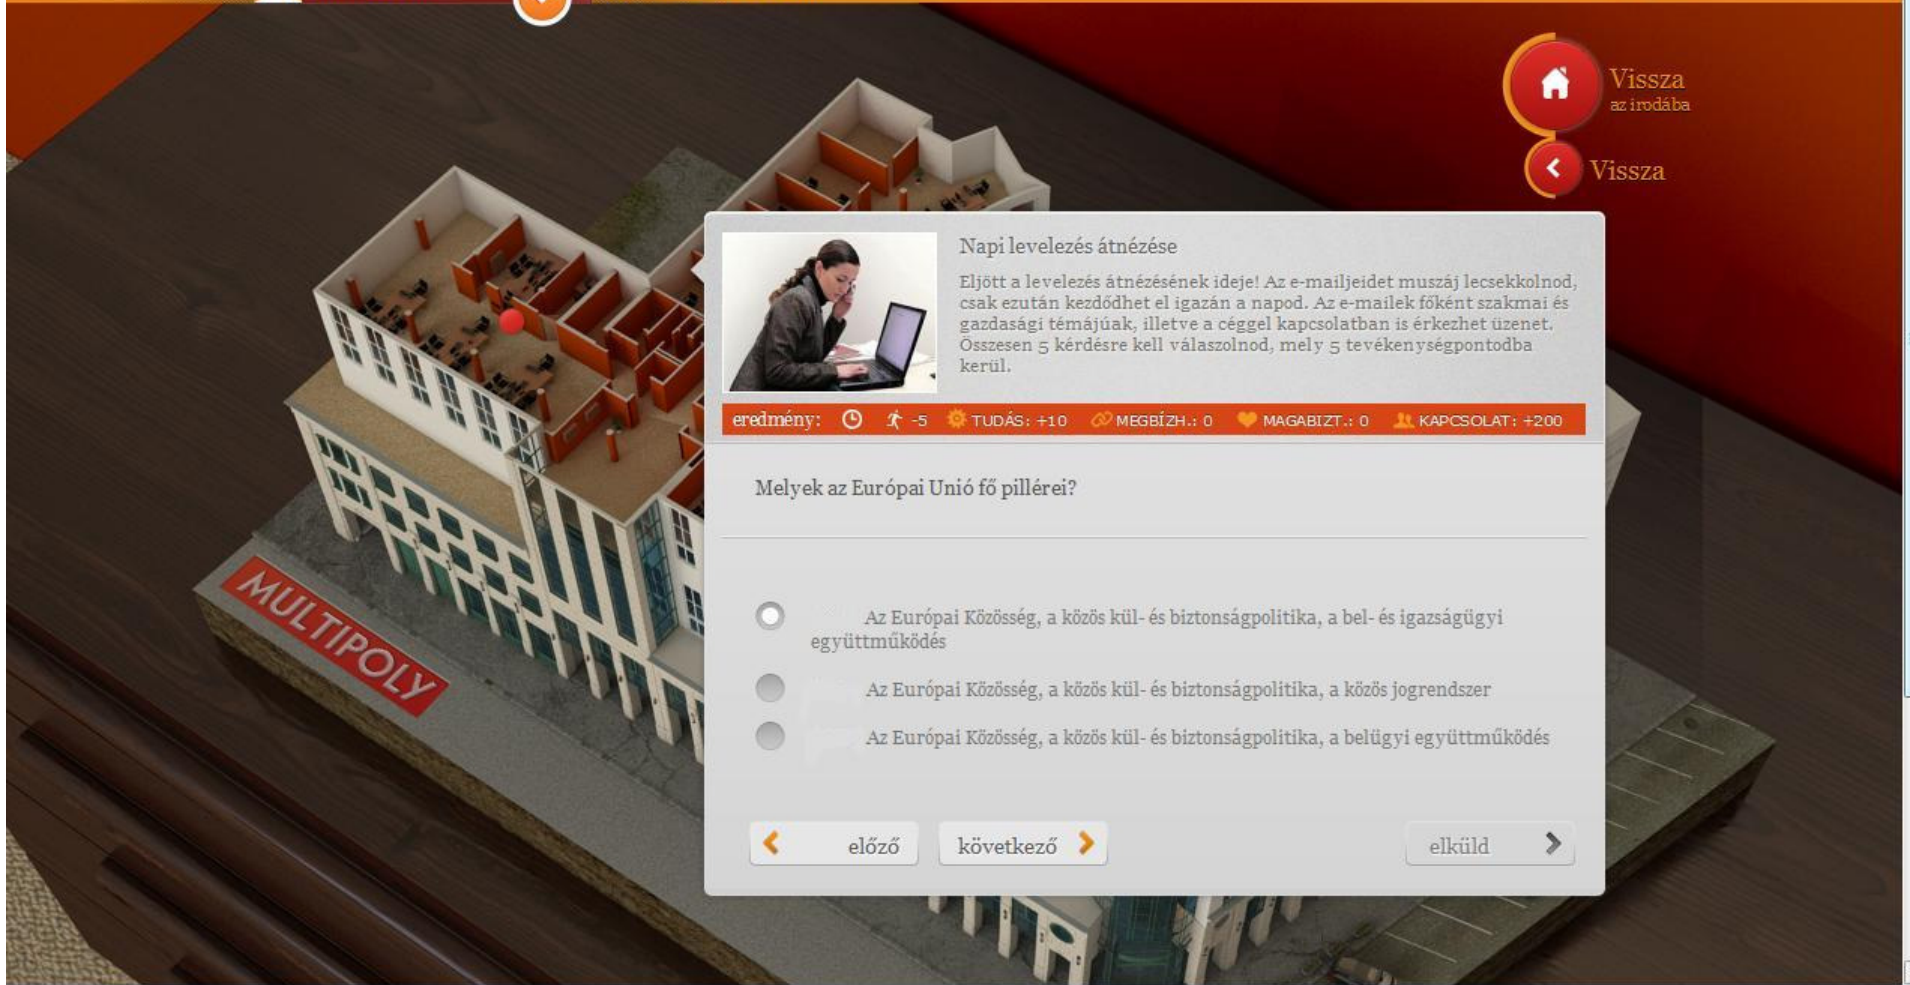 Vissza
az irodába
Vissza
Napi levelezés átnézése
Eljött a levelezés átnézésének ideje! Az e-mailjeidet muszáj lecsekkolnod,
csak ezután kezdődhet el igazán a napod. Az e-mailek főként szakmai és
gazdasági témájúak, illetve a céggel kapcsolatban is érkezhet üzenet.
Összesen 5 kérdésre kell válaszolnod, mely 5 tevékenységpontodba
kerül.
eredmény: -5 TUDÁS: +10 MEGBÍZH.: 0 MAGABIZT.: 0 KAPCSOLAT: +200
Melyek az Európai Unió fő pillérei?
Az Európai Közösség, a közös kül- és biztonságpolitika, a bel- és igazságügyi
együttműködés
Az Európai Közösség, a közös kül- és biztonságpolitika, a közös jogrendszer
Az Európai Közösség, a közös kül- és biztonságpolitika, a belügyi együttműködés
előző következő elküld
MULTIPOLY